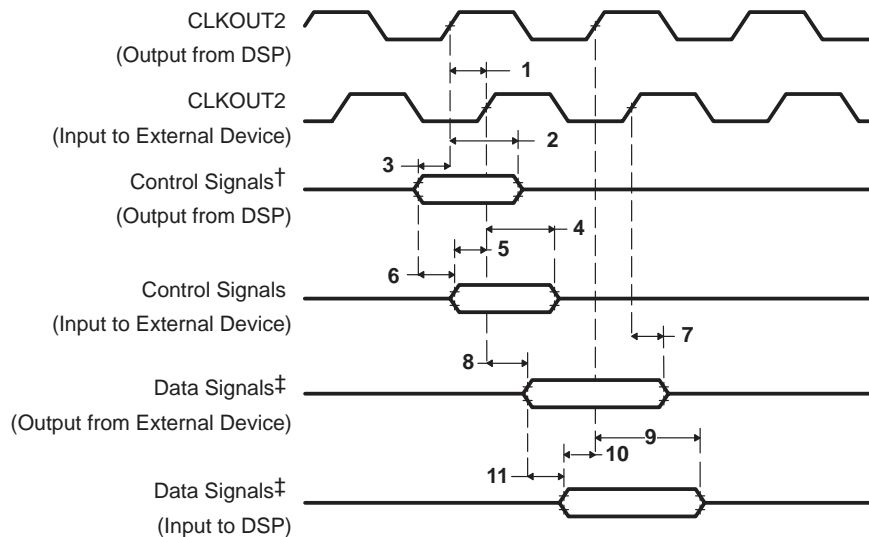 CLKOUT2
(Output from DSP)
1
CLKOUT2
(Input to External Device)
2
3
Control Signals†
(Output from DSP)
4
5
6
Control Signals
(Input to External Device)
7
8
Data Signals‡
(Output from External Device)
9
10
11
Data Signals‡
(Input to DSP)